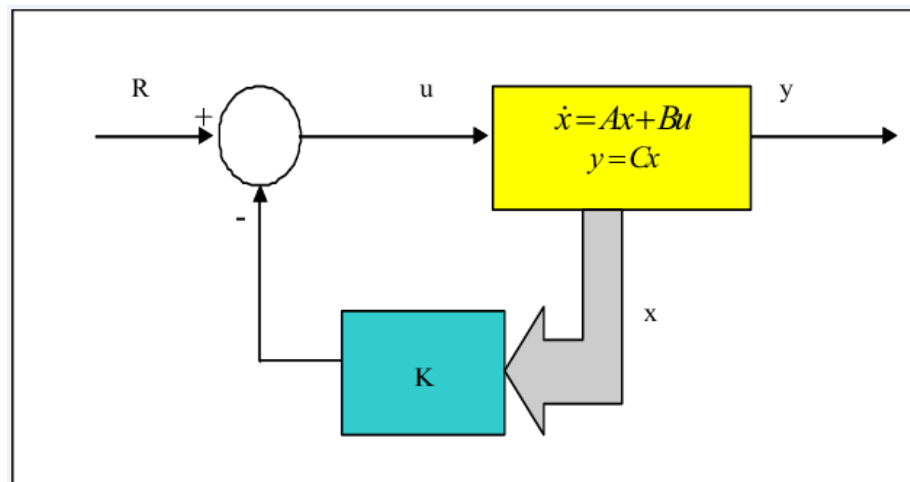 R
+
u
ẋ = Ax + Bu
y = Cx
y
-
x
K